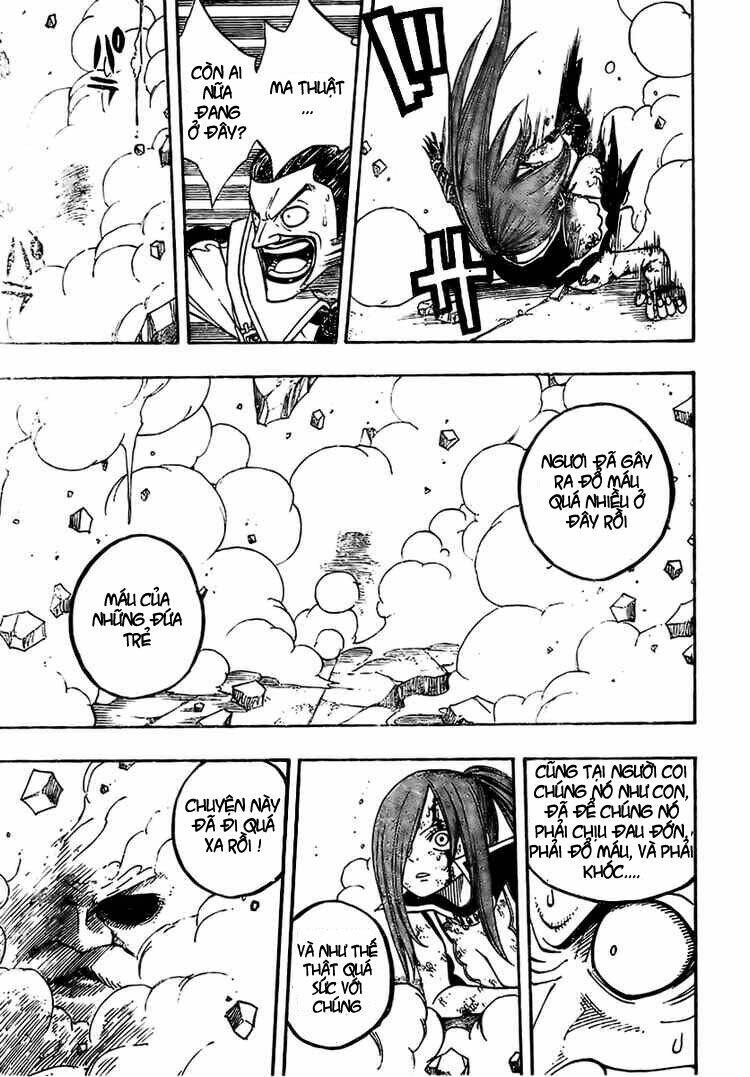 MA THUẬT
...
CÒN AI
NỮA
ĐANG
Ở ĐÂY?
NGƯƠI ĐÃ GÂY
RA ĐỔ MÁU
QUÁ NHIỀU Ở
ĐÂY RỒI
MÁU CỦA
NHỮNG ĐỨA
TRẺ
CŨNG TẠI NGƯỜI COI
CHÚNG NÓ NHƯ CON,
ĐÃ ĐỂ CHÚNG NÓ
PHẢI CHỊU ĐAU ĐỚN,
PHẢI ĐỔ MÁU, VÀ PHẢI
KHÓC....
VÀ NHƯ THẾ
THẬT QUÁ
SỨC VỚI
CHÚNG
CHUYỆN NÀY
ĐÃ ĐI QUÁ
XA RỒI !